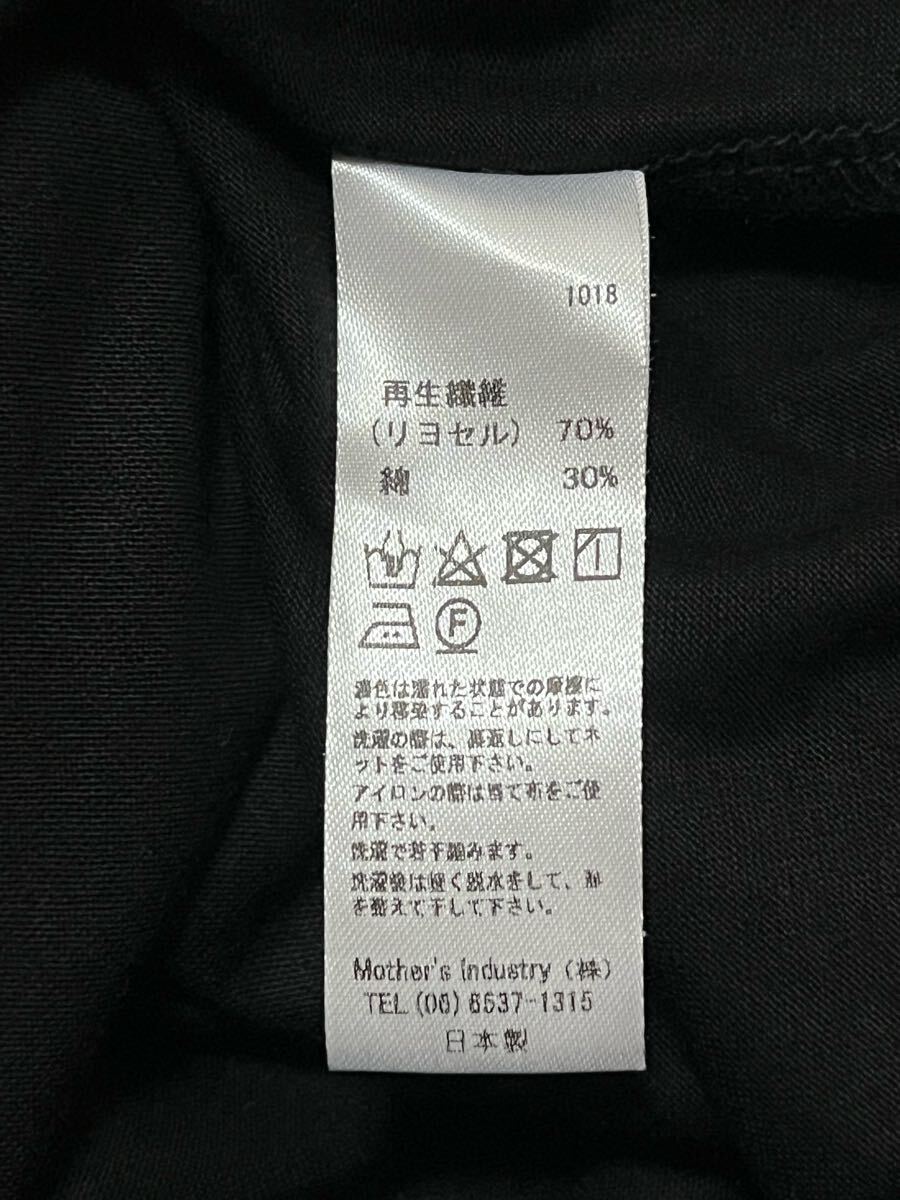 1018
再生繊維
(リヨセル) 70%
綿 30%
F
濃色は濡れた状態での摩擦に
より移染することがあります。
洗濯の際は、裏返しにしてネ
ットをご使用下さい。
アイロンの際は当て布をご使
用下さい。
洗濯で若干縮みます。
洗濯後は軽く脱水をして、形
を整えて干して下さい。
Mother's Industry (株)
TEL (06) 6537-1315
日本製